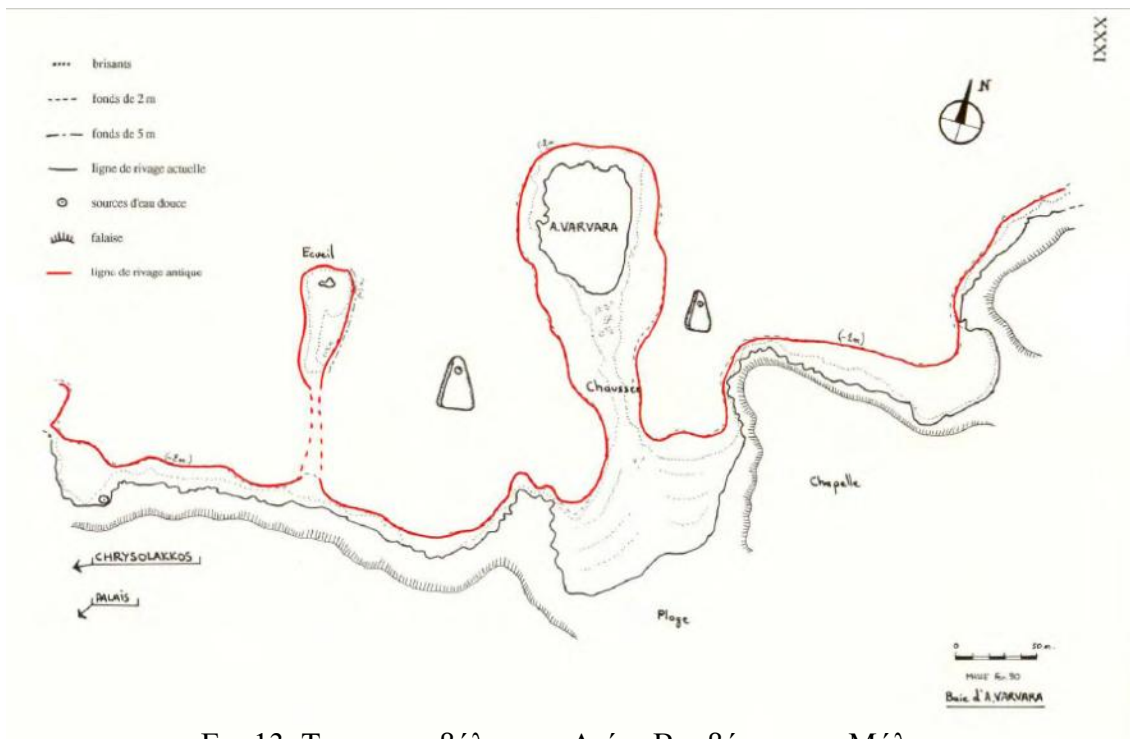 XXXI
brisants
fonds de 2 m
fonds de 5 m
ligne de rivage actuelle
sources d'eau douce
falaise
ligne de rivage antique
N
(-2m)
A.VARVARA
Ecueil
Chaussée
(-2m)
(-2m)
Chapelle
CHRYSOLAKKOS
PALAIS
Plage
0 50 m.
Baie d'A.VARVARA